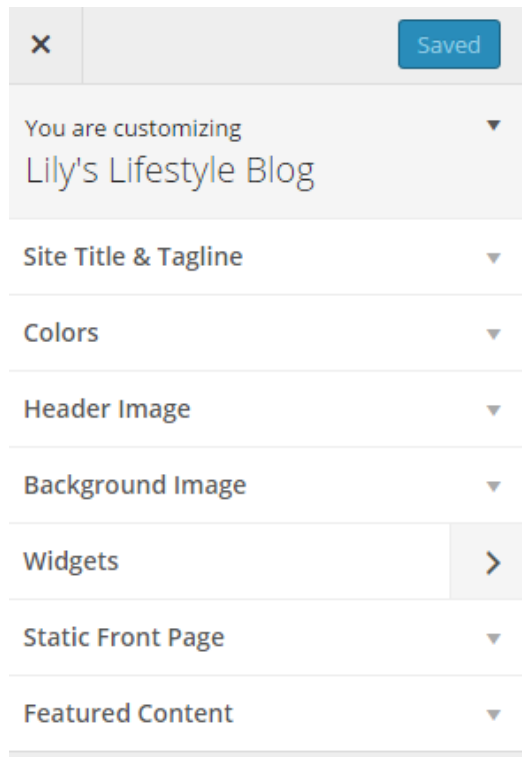 Saved
You are customizing
Lily's Lifestyle Blog
Site Title & Tagline
Colors
Header Image
Background Image
Widgets
Static Front Page
Featured Content